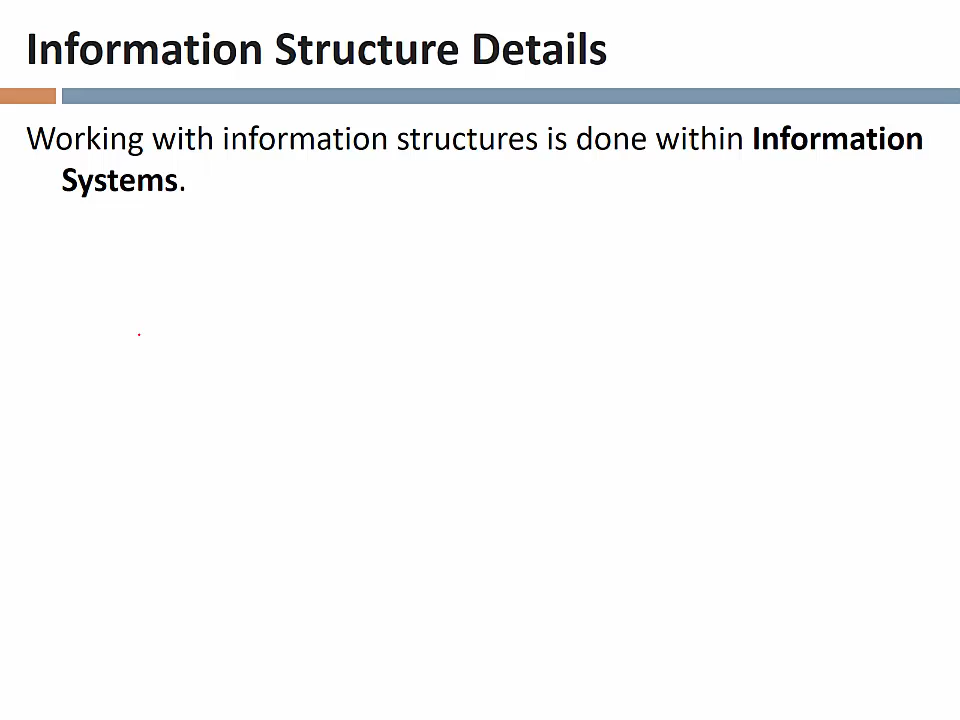 Information Structure Details
Working with information structures is done within Information
Systems.